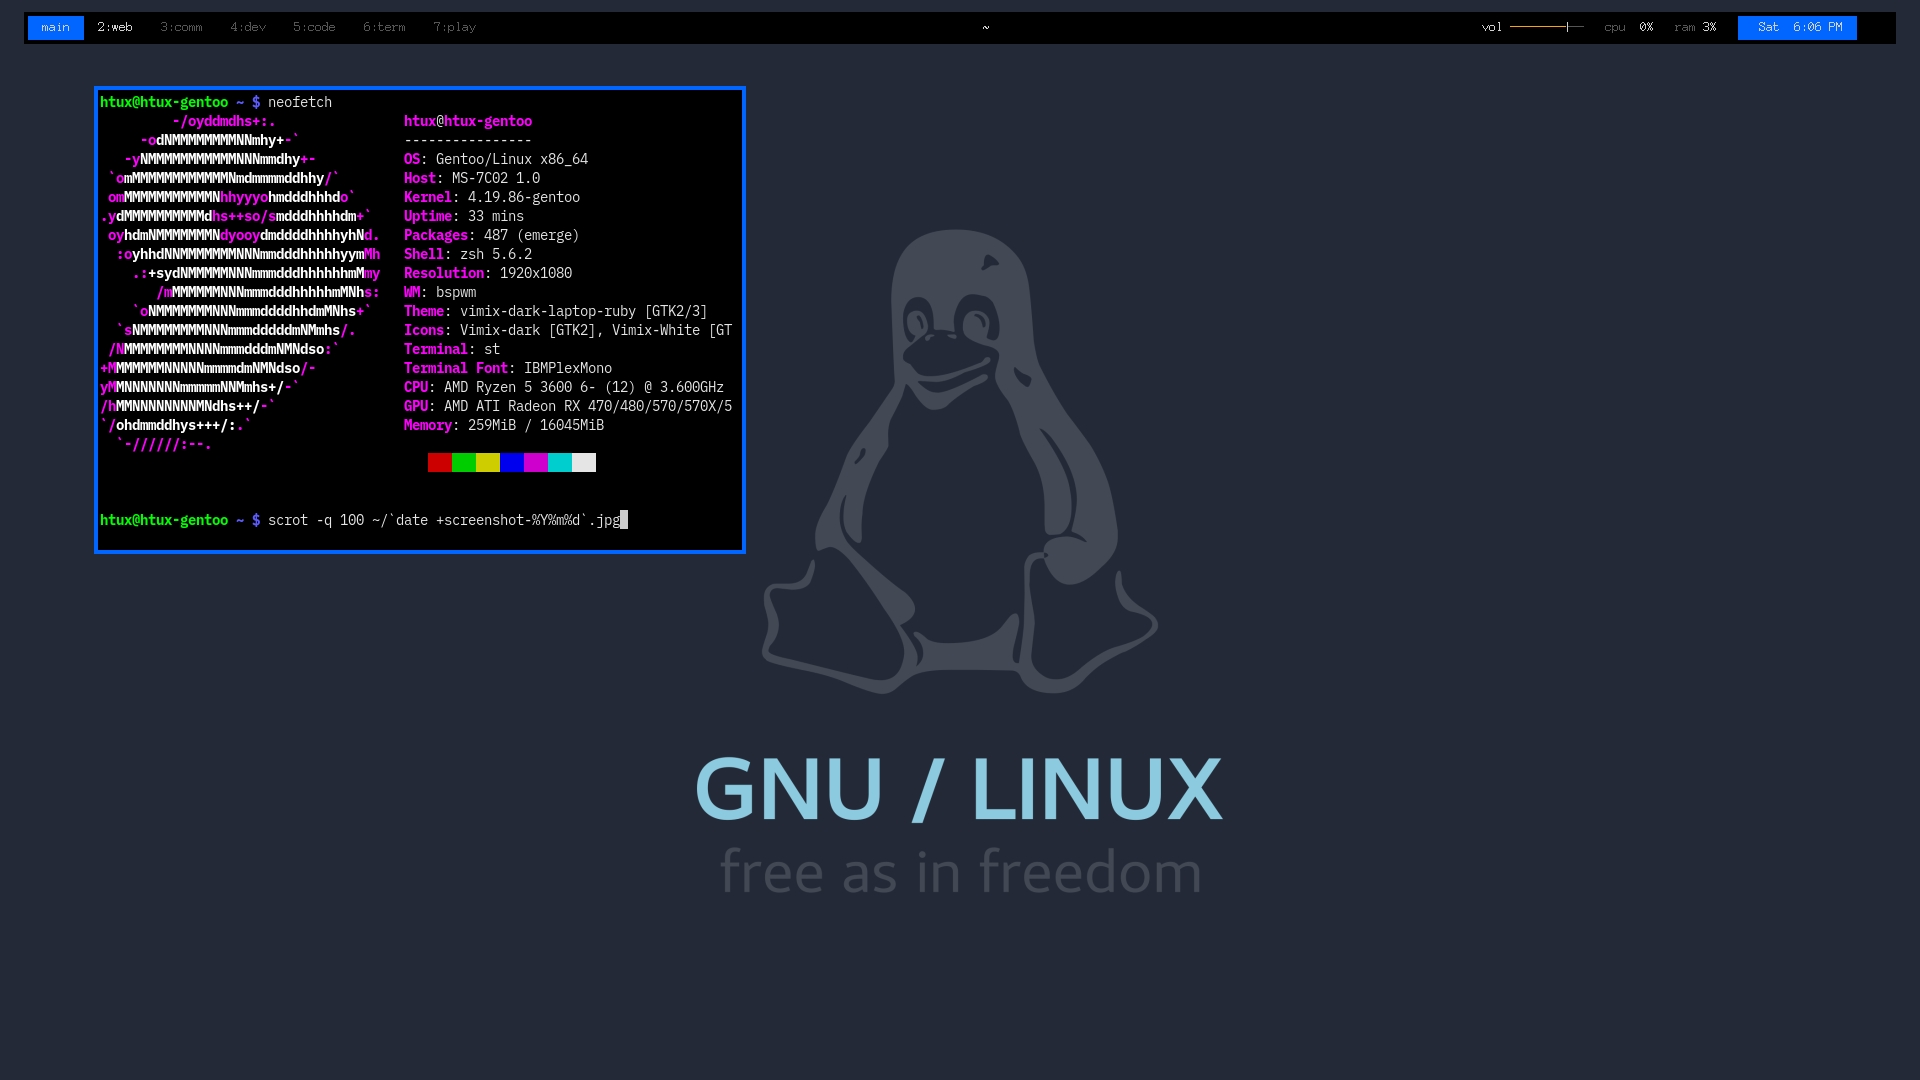 main 2:web 3:comm 4:dev 5:code 6:term 7:play ~ vol cpu 0% ram 3% Sat 6:06 PM
htux@htux-gentoo ~ $ neofetch
-/oyddmdhs+:. htux@htux-gentoo
-odNMMMMMMMMNNmhy+-` ----------------
-yNMMMMMMMMMMMNNNmmdhy+- OS: Gentoo/Linux x86_64
`omMMMMMMMMMMMMNmdmmmmddhhy/` Host: MS-7C02 1.0
omMMMMMMMMMMMNhhyyyohmdddhhhdo` Kernel: 4.19.86-gentoo
.ydMMMMMMMMMMdhs++so/smdddhhhhdm+` Uptime: 33 mins
oyhdmNMMMMMMMNdyooydmddddhhhhyhNd. Packages: 487 (emerge)
:oyhhdNNMMMMMMMNNNmmdddhhhhhyymMh Shell: zsh 5.6.2
.:+sydNMMMMMNNNmmmdddhhhhhhmMmy Resolution: 1920x1080
/mMMMMMMNNNmmmdddhhhhhmMNhs: WM: bspwm
`oNMMMMMMMNNNmmmddddhhdmMNhs+` Theme: vimix-dark-laptop-ruby [GTK2/3]
`sNMMMMMMMMNNNmmmdddddmNMmhs/. Icons: Vimix-dark [GTK2], Vimix-White [GT
/NMMMMMMMMNNNNmmmdddmNMNdso:` Terminal: st
+MMMMMMMNNNNNmmmmdmNMNdso/- Terminal Font: IBMPlexMono
yMMNNNNNNNmmmmmNNMmhs+/-` CPU: AMD Ryzen 5 3600 6- (12) @ 3.600GHz
/hMMNNNNNNNNMNdhs++/-` GPU: AMD ATI Radeon RX 470/480/570/570X/5
`/ohdmmddhys+++/:.` Memory: 259MiB / 16045MiB
`-//////:--.
htux@htux-gentoo ~ $ scrot -q 100 ~/`date +screenshot-%Y%m%d`.jpg
GNU / LINUX
free as in freedom